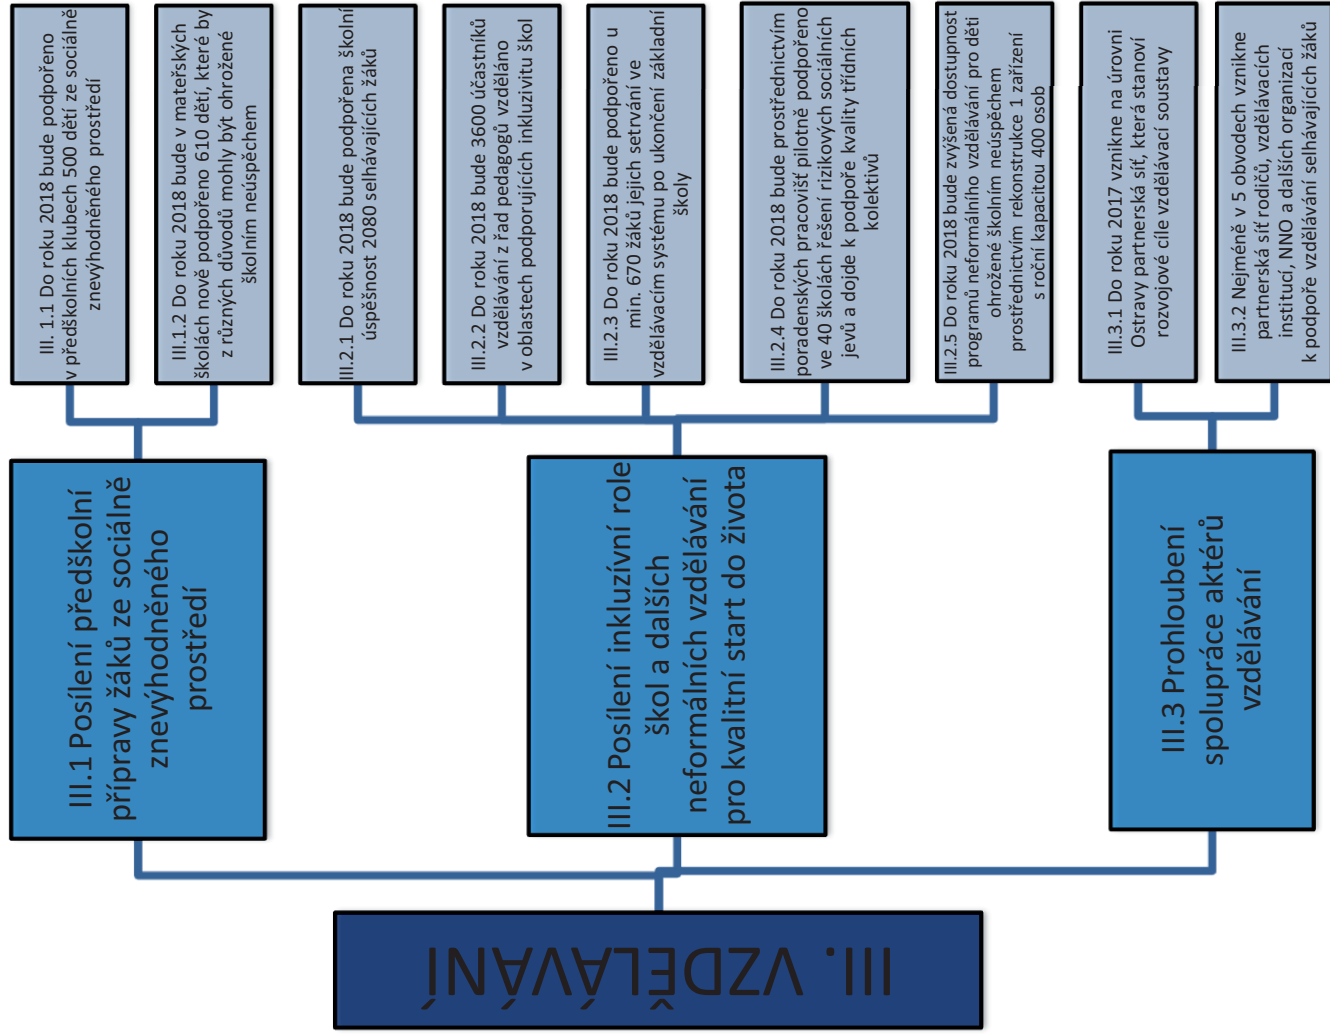 III. VZDĚLÁVÁNÍ
III.1 Posílení předškolní
přípravy žáků ze sociálně
znevýhodněného
prostředí
III. 1.1 Do roku 2018 bude podpořeno
v předškolních klubech 500 dětí ze sociálně
znevýhodněného prostředí
III.1.2 Do roku 2018 bude v mateřských
školách nově podpořeno 610 dětí, které by
z různých důvodů mohly být ohrožené
školním neúspěchem
III.2 Posílení inkluzívní role
škol a dalších
neformálních vzdělávání
pro kvalitní start do života
III.2.1 Do roku 2018 bude podpořena školní
úspěšnost 2080 selhávajících žáků
III.2.2 Do roku 2018 bude 3600 účastníků
vzdělávání z řad pedagogů vzděláno
v oblastech podporujících inkluzívitu škol
III.2.3 Do roku 2018 bude podpořeno u
min. 670 žáků jejich setrvání ve
vzdělávacím systému po ukončení základní
školy
III.2.4 Do roku 2018 bude prostřednictvím
poradenských pracovišť pilotně podpořeno
ve 40 školách řešení rizikových sociálních
jevů a dojde k podpoře kvality třídních
kolektivů
III.2.5 Do roku 2018 bude zvýšená dostupnost
programů neformálního vzdělávání pro děti
ohrožené školním neúspěchem
prostřednictvím rekonstrukce 1 zařízení
s roční kapacitou 400 osob
III.3 Prohloubení
spolupráce aktérů
vzdělávání
III.3.1 Do roku 2017 vznikne na úrovni
Ostravy partnerská síť, která stanoví
rozvojové cíle vzdělávací soustavy
III.3.2 Nejméně v 5 obvodech vznikne
partnerská síť rodičů, vzdělávacích
institucí, NNO a dalších organizací
k podpoře vzdělávání selhávajících žáků